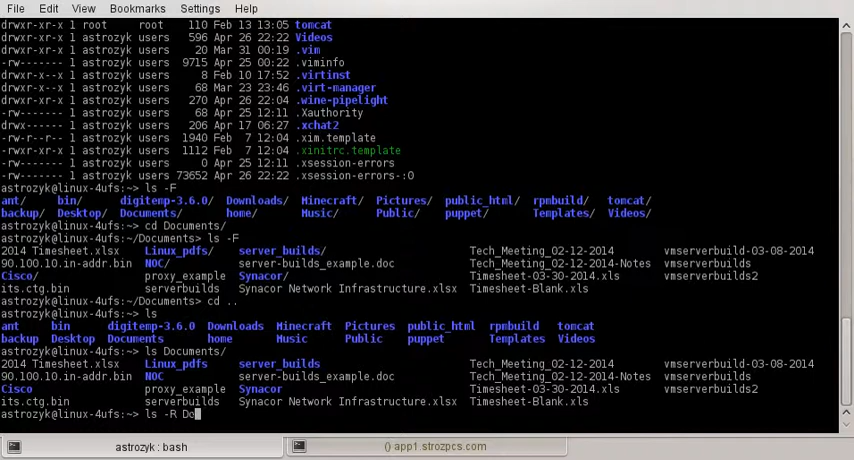 File Edit View Bookmarks Settings Help
drwxr-xr-x 1 root 110 Feb 13 13:05 tomcat
drwxr-xr-x 1 astrozyk users 596 Apr 26 22:22 Videos
drwxr-xr-x 1 astrozyk users 20 Mar 31 00:19 .vim
-rw------- 1 astrozyk users 9715 Apr 25 00:22 .viminfo
drwxr-xr-x 1 astrozyk users 8 Feb 10 17:52 .virtinst
drwx------ 1 astrozyk users 68 Mar 23 23:46 .virt-manager
drwxr-xr-x 1 astrozyk users 270 Apr 26 22:04 .wine-pipelight
-rw------- 1 astrozyk users 68 Apr 25 12:11 .Xauthority
drwx------ 1 astrozyk users 206 Apr 17 06:27 .xchat2
-rw-r--r-- 1 astrozyk users 1940 Feb 7 12:04 .xim.template
-rwxr-xr-x 1 astrozyk users 1112 Feb 7 12:04 .xinitrc.template
-rw------- 1 astrozyk users 0 Apr 25 12:11 .xsession-errors
-rw------- 1 astrozyk users 73652 Apr 26 22:22 .xsession-errors-:0
astrozyk@linux-4ufs:~> ls -F
ant/ bin/ digitemp-3.6.0/ Downloads/ Minecraft/ Pictures/ public_html/ rpmbuild/ tomcat/
backup/ Desktop/ Documents/ home/ Music/ Public/ puppet/ Templates/ Videos/
astrozyk@linux-4ufs:~> cd Documents/
astrozyk@linux-4ufs:~/Documents> ls -F
2014 Timesheet.xlsx Linux_pdfs/ server_builds/ Tech_Meeting_02-12-2014 vmserverbuild-03-08-2014
90.100.10.in-addr.bin NOC/ server-builds_example.doc Tech_Meeting_02-12-2014-Notes vmserverbuilds
Cisco/ proxy_example Synacor/ Timesheet-03-30-2014.xls vmserverbuilds2
its.ctg.bin serverbuilds Synacor Network Infrastructure.xlsx Timesheet-Blank.xls
astrozyk@linux-4ufs:~/Documents> cd ..
astrozyk@linux-4ufs:~> ls
ant bin digitemp-3.6.0 Downloads Minecraft Pictures public_html rpmbuild tomcat
backup Desktop Documents home Music Public puppet Templates Videos
astrozyk@linux-4ufs:~> ls Documents/
2014 Timesheet.xlsx Linux_pdfs server_builds Tech_Meeting_02-12-2014 vmserverbuild-03-08-2014
90.100.10.in-addr.bin NOC server-builds_example.doc Tech_Meeting_02-12-2014-Notes vmserverbuilds
Cisco proxy_example Synacor Timesheet-03-30-2014.xls vmserverbuilds2
its.ctg.bin serverbuilds Synacor Network Infrastructure.xlsx Timesheet-Blank.xls
astrozyk@linux-4ufs:~> ls -R Do
astrozyk : bash
() app1.strozpcs.com